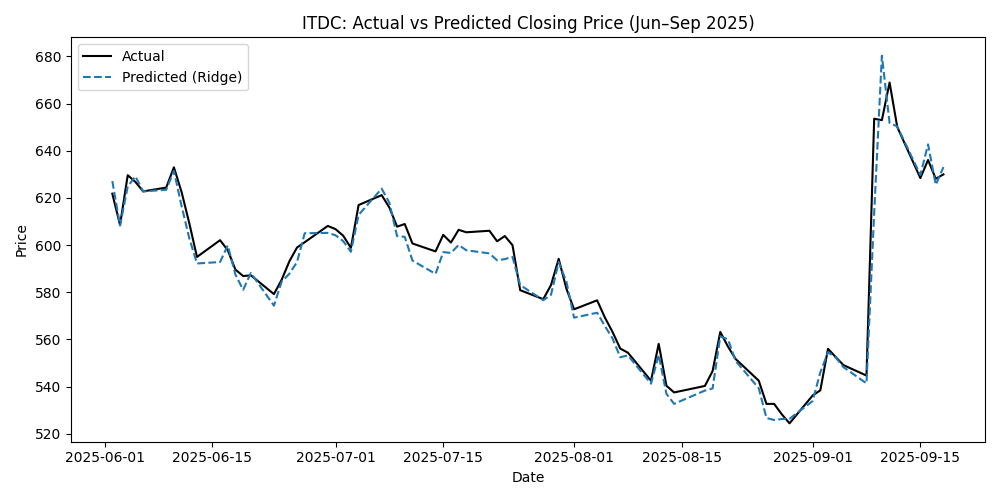 ITDC: Actual vs Predicted Closing Price (Jun–Sep 2025)
Actual
Predicted (Ridge)
Price
680
660
640
620
600
580
560
540
520
2025-06-01 2025-06-15 2025-07-01 2025-07-15 2025-08-01 2025-08-15 2025-09-01 2025-09-15
Date